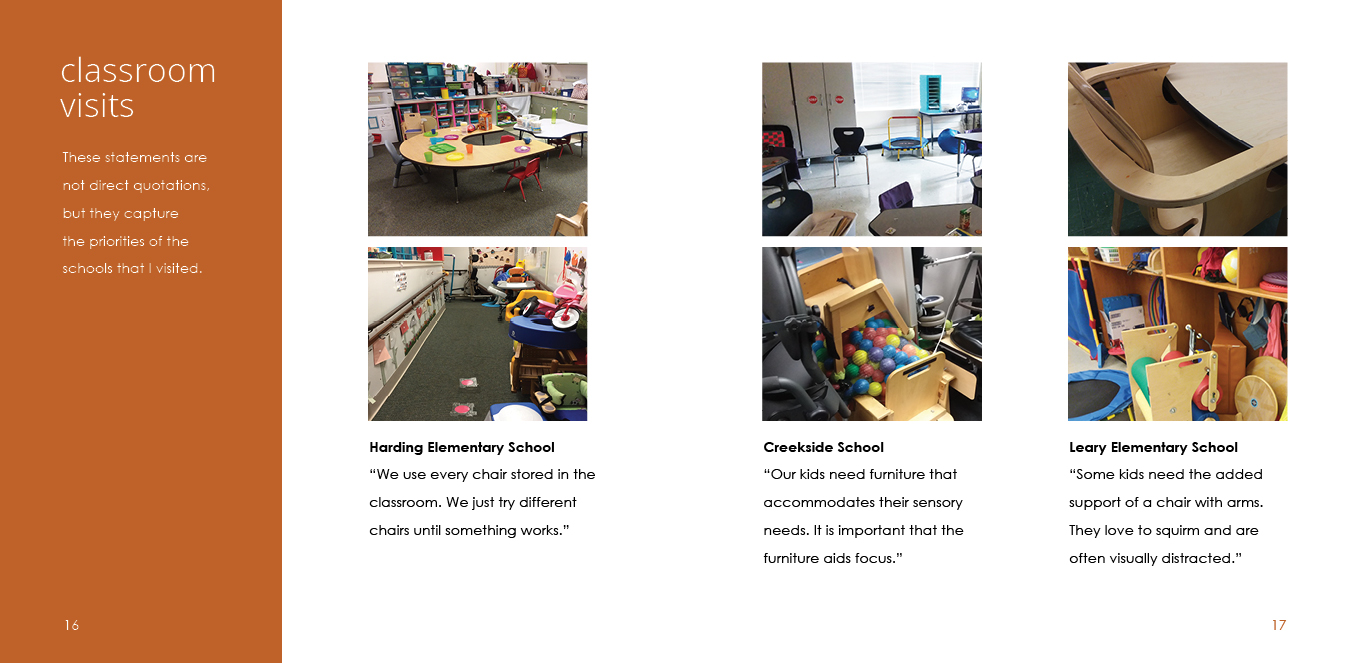 classroom
visits
These statements are
not direct quotations,
but they capture
the priorities of the
schools that I visited.
Harding Elementary School
“We use every chair stored in the
classroom. We just try different
chairs until something works.”
Creekside School
“Our kids need furniture that
accommodates their sensory
needs. It is important that the
furniture aids focus.”
Leary Elementary School
“Some kids need the added
support of a chair with arms.
They love to squirm and are
often visually distracted.”
16
17